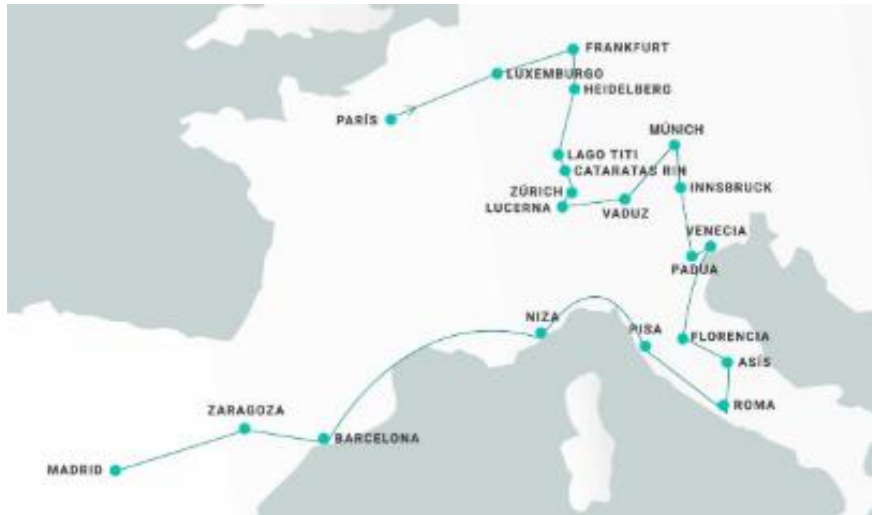 FRANKFURT
LUXEMBURGO
HEIDELBERG
PARÍS
MÚNICH
LAGO TITI
CATARATAS RIN
ZÚRICH
INNSBRUCK
LUCERNA
VADUZ
VENECIA
PADUA
NIZA
PISA
FLORENCIA
ASÍS
ROMA
ZARAGOZA
BARCELONA
MADRID